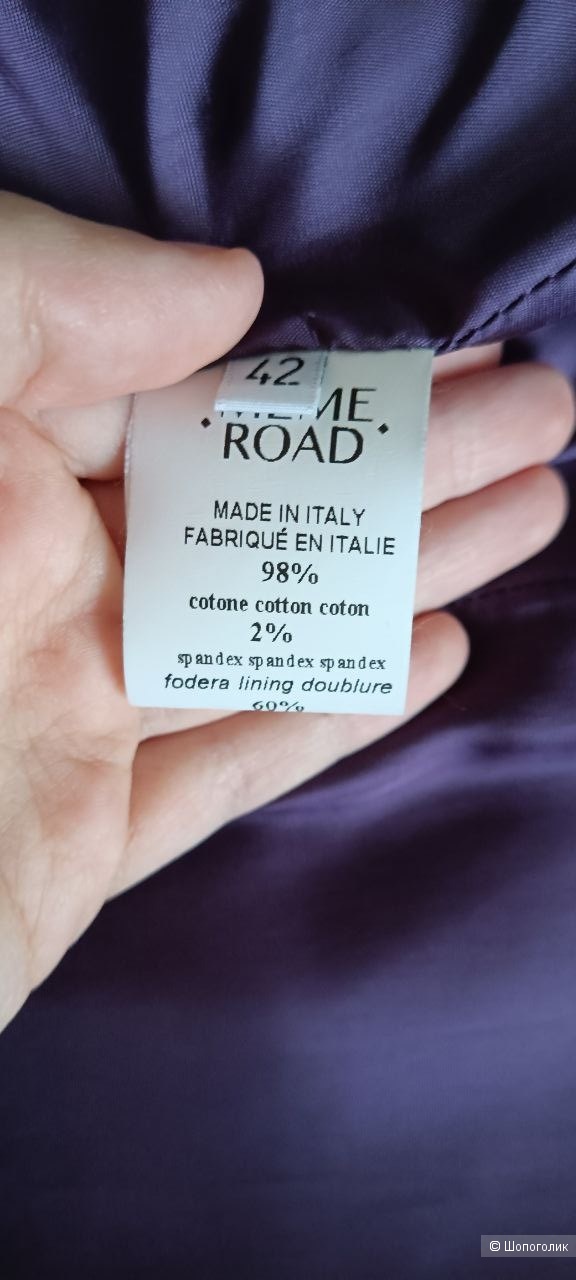 42
ROAD
MADE IN ITALY
FABRIQUÉ EN ITALIE
98%
cotone cotton coton
2%
spandex spandex spandex
fodera lining doublure
60%
© Шопоголик